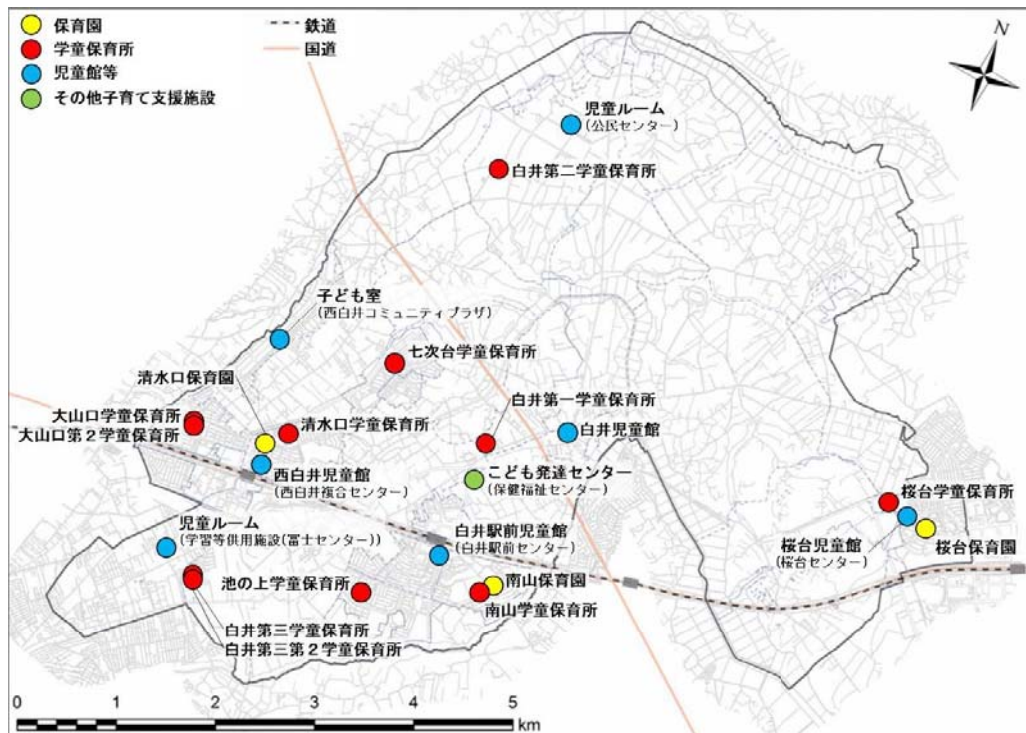 保育園
学童保育所
児童館等
その他子育て支援施設
鉄道
国道
N
児童ルーム
(公民センター)
白井第二学童保育所
子ども室
(西白井コミュニティプラザ)
七次台学童保育所
清水口保育園
白井第一学童保育所
大山口学童保育所
大山口第2学童保育所
清水口学童保育所
白井児童館
西白井児童館
(西白井複合センター)
こども発達センター
(保健福祉センター)
桜台学童保育所
児童ルーム
(学習等供用施設(冨士センター))
白井駅前児童館
(白井駅前センター)
桜台児童館
(桜台センター)
桜台保育園
池の上学童保育所
南山保育園
南山学童保育所
白井第三学童保育所
白井第三第2学童保育所
0 1 2 3 4 5
km